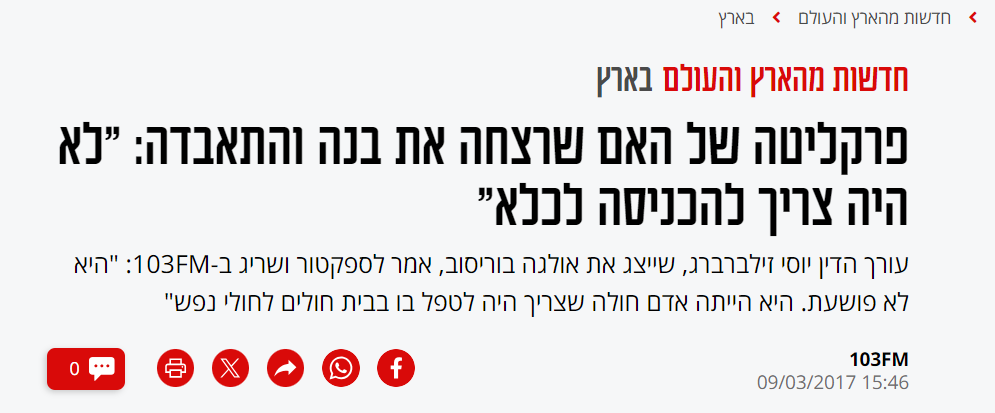 חדשות מהארץ והעולם
בארץ
חדשות מהארץ והעולם בארץ
פרקליטה של האם שרצחה את בנה והתאבדה: "לא
היה צריך להכניסה לכלא"
עורך הדין יוסי זילברברג, שייצג את אולגה בוריסוב, אמר לספקטור ושריג ב-103FM: "היא
לא פושעת. היא הייתה אדם חולה שצריך היה לטפל בו בבית חולים לחולי נפש"
103FM
09/03/2017 15:46
0